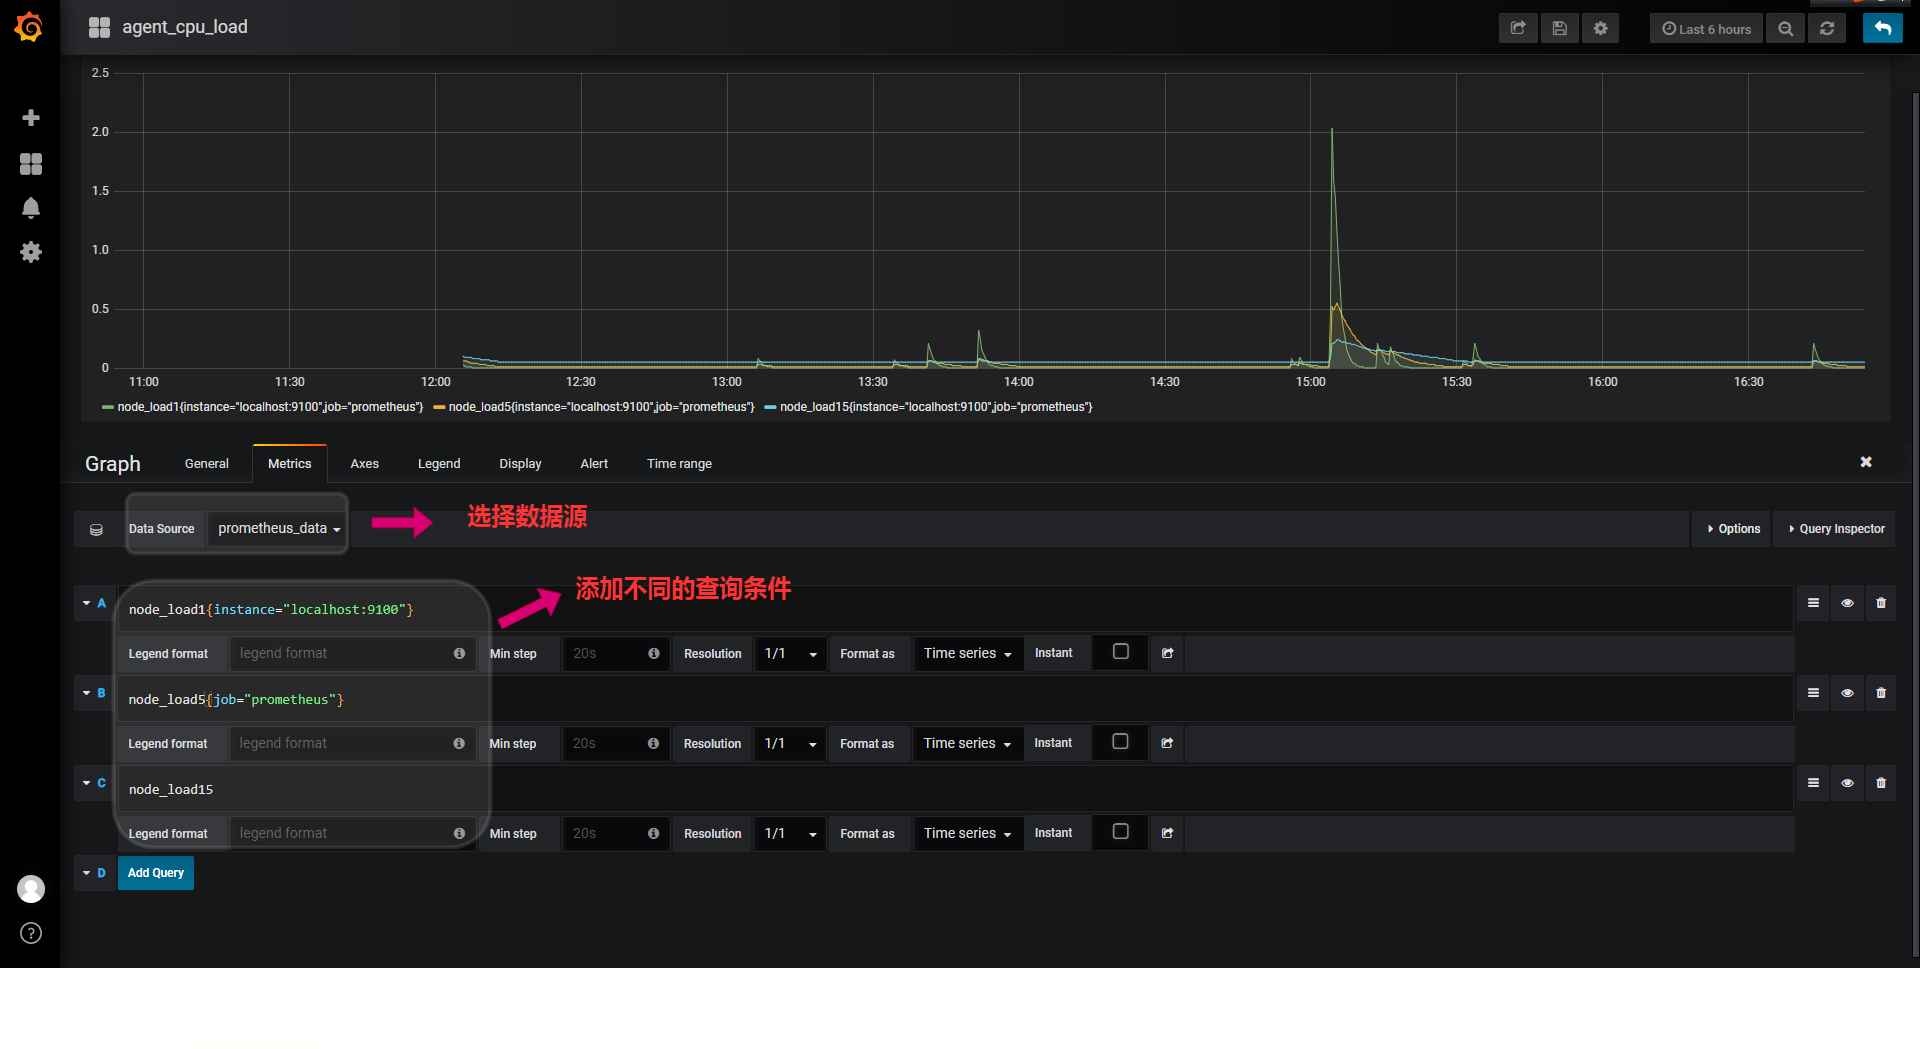 agent_cpu_load
Last 6 hours
2.5
2.0
1.5
1.0
0.5
0
11:00 11:30 12:00 12:30 13:00 13:30 14:00 14:30 15:00 15:30 16:00 16:30
node_load1{instance="localhost:9100",job="prometheus"} node_load5{instance="localhost:9100",job="prometheus"} node_load15{instance="localhost:9100",job="prometheus"}
Graph General Metrics Axes Legend Display Alert Time range
Data Source prometheus_data 选择数据源 Options Query Inspector
添加不同的查询条件
A node_load1{instance="localhost:9100"}
Legend format legend format Min step 20s Resolution 1/1 Format as Time series Instant
B node_load5{job="prometheus"}
Legend format legend format Min step 20s Resolution 1/1 Format as Time series Instant
C node_load15
Legend format legend format Min step 20s Resolution 1/1 Format as Time series Instant
D Add Query